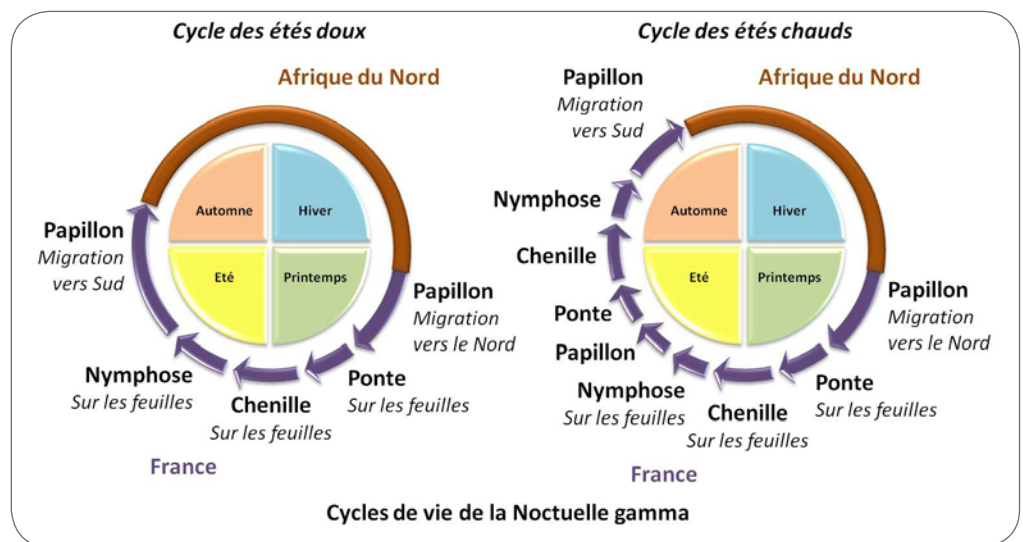 Cycle des étés doux
Afrique du Nord
Automne
Hiver
Eté
Printemps
Papillon
Migration
vers Sud
Papillon
Migration
vers le Nord
Nymphose
Sur les feuilles
Chenille
Sur les feuilles
Ponte
Sur les feuilles
France
Cycle des étés chauds
Papillon
Migration
vers Sud
Afrique du Nord
Nymphose
Chenille
Ponte
Papillon
Nymphose
Sur les feuilles
Automne
Hiver
Eté
Printemps
Papillon
Migration
vers le Nord
Ponte
Sur les feuilles
Chenille
Sur les feuilles
France
Cycles de vie de la Noctuelle gamma